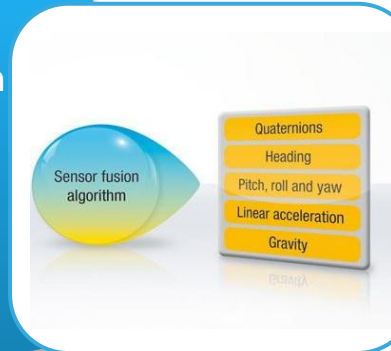 Sensor fusion
algorithm
Quaternions
Heading
Pitch, roll and yaw
Linear acceleration
Gravity